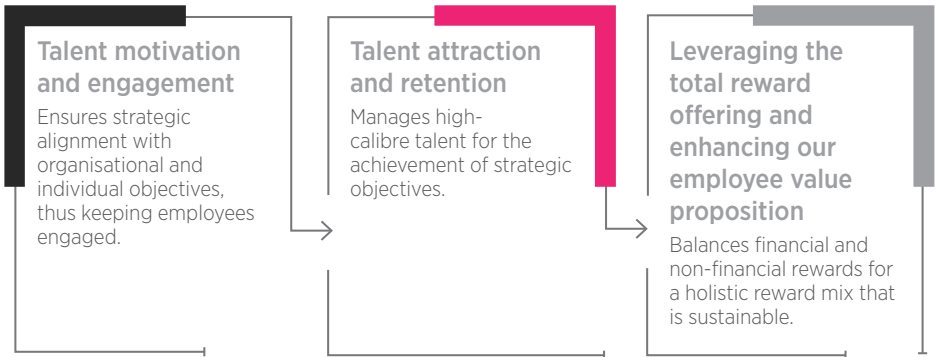 Talent motivation
and engagement
Ensures strategic
alignment with
organisational and
individual objectives,
thus keeping employees
engaged.
Talent attraction
and retention
Manages high-
calibre talent for the
achievement of strategic
objectives.
Leveraging the
total reward
offering and
enhancing our
employee value
proposition
Balances financial and
non-financial rewards for
a holistic reward mix that
is sustainable.